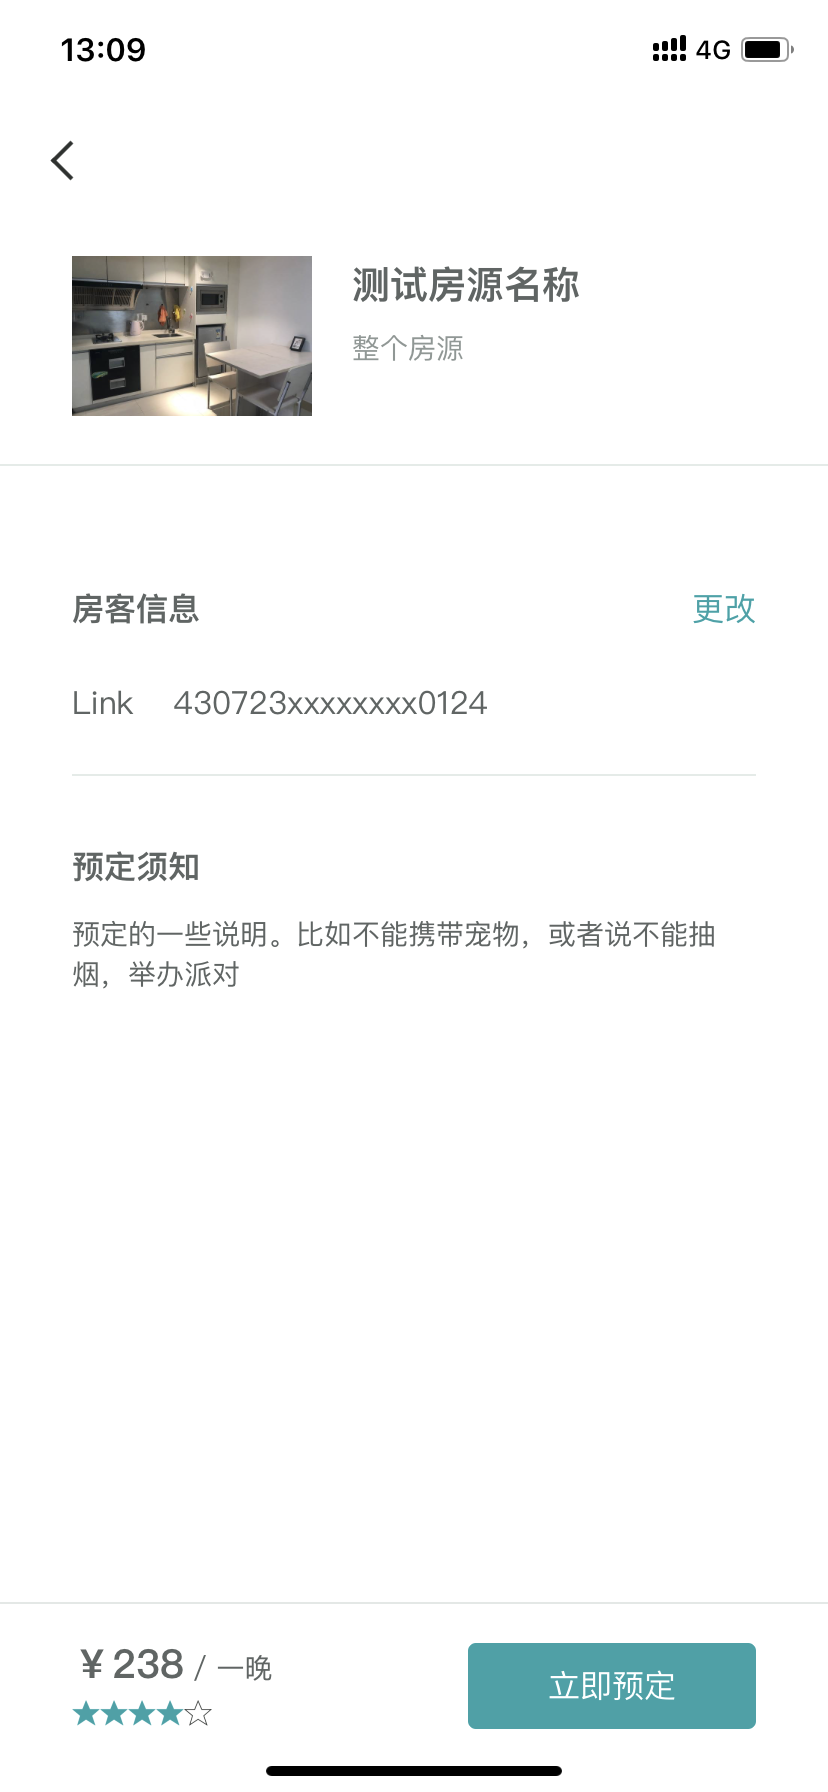 13:09
4G
测试房源名称
整个房源
房客信息
更改
Link 430723xxxxxxxx0124
预定须知
预定的一些说明。比如不能携带宠物，或者说不能抽
烟，举办派对
¥ 238 / 一晚
立即预定